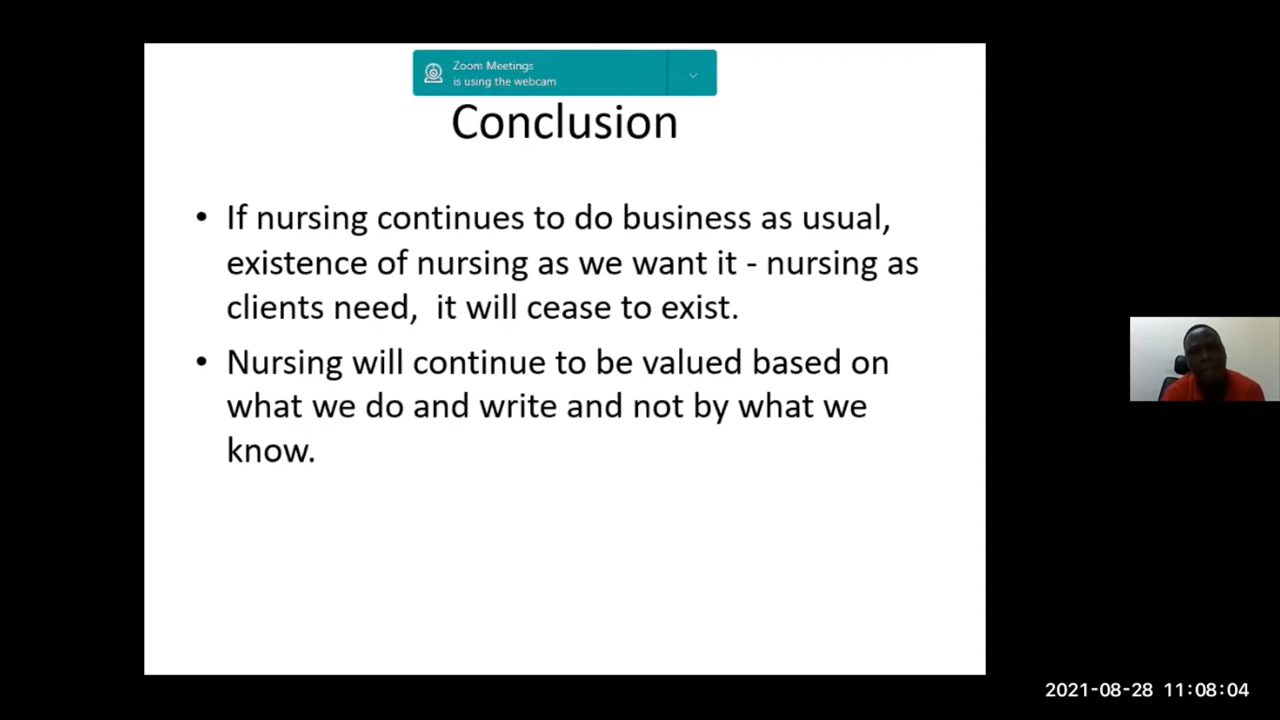 Zoom Meetings
is using the webcam
Conclusion
• If nursing continues to do business as usual,
existence of nursing as we want it - nursing as
clients need,  it will cease to exist.
• Nursing will continue to be valued based on
what we do and write and not by what we
know.
2021-08-28 11:08:04